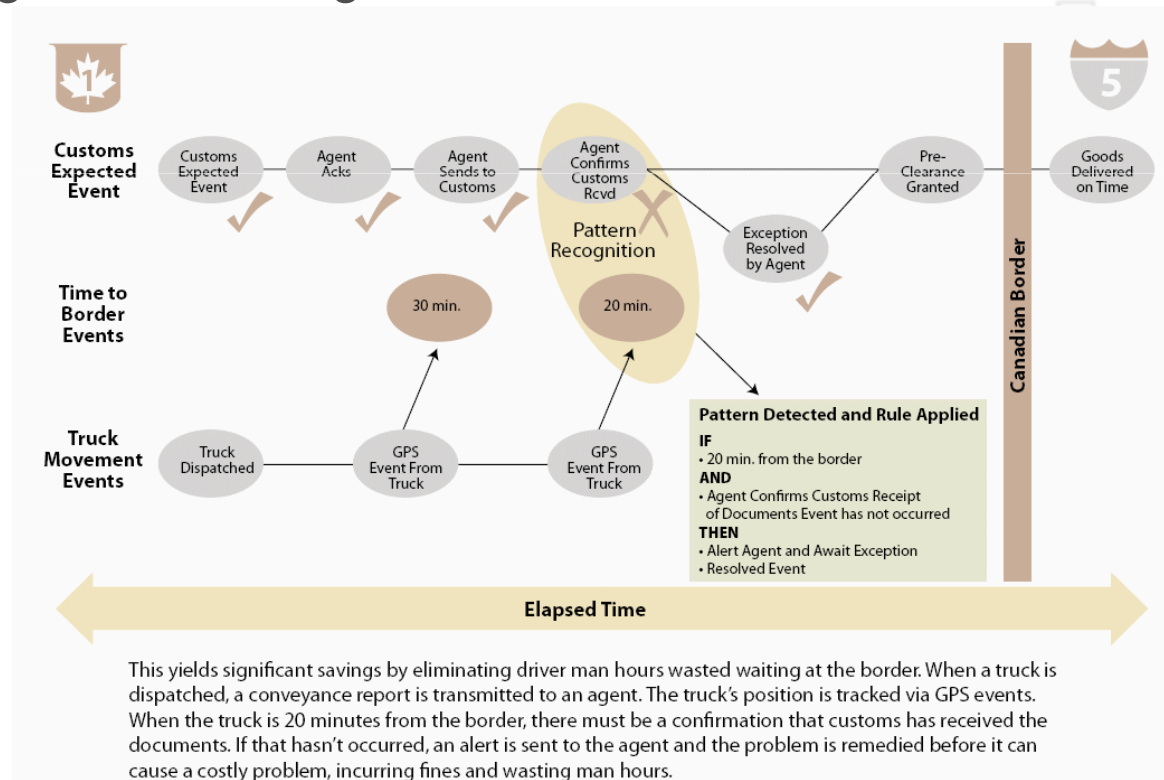 1
5
Customs
Expected
Event
Customs
Expected
Event
Agent
Acks
Agent
Sends to
Customs
Agent
Confirms
Customs
Rcvd
Pre-
Clearance
Granted
Goods
Delivered
on Time
Pattern
Recognition
Exception
Resolved
by Agent
Time to
Border
Events
30 min.
20 min.
Canadian Border
Truck
Movement
Events
Truck
Dispatched
GPS
Event From
Truck
GPS
Event From
Truck
Pattern Detected and Rule Applied
IF
• 20 min. from the border
AND
• Agent Confirms Customs Receipt
of Documents Event has not occurred
THEN
• Alert Agent and Await Exception
• Resolved Event
Elapsed Time
This yields significant savings by eliminating driver man hours wasted waiting at the border. When a truck is
dispatched, a conveyance report is transmitted to an agent. The truck's position is tracked via GPS events.
When the truck is 20 minutes from the border, there must be a confirmation that customs has received the
documents. If that hasn't occurred, an alert is sent to the agent and the problem is remedied before it can
cause a costly problem, incurring fines and wasting man hours.